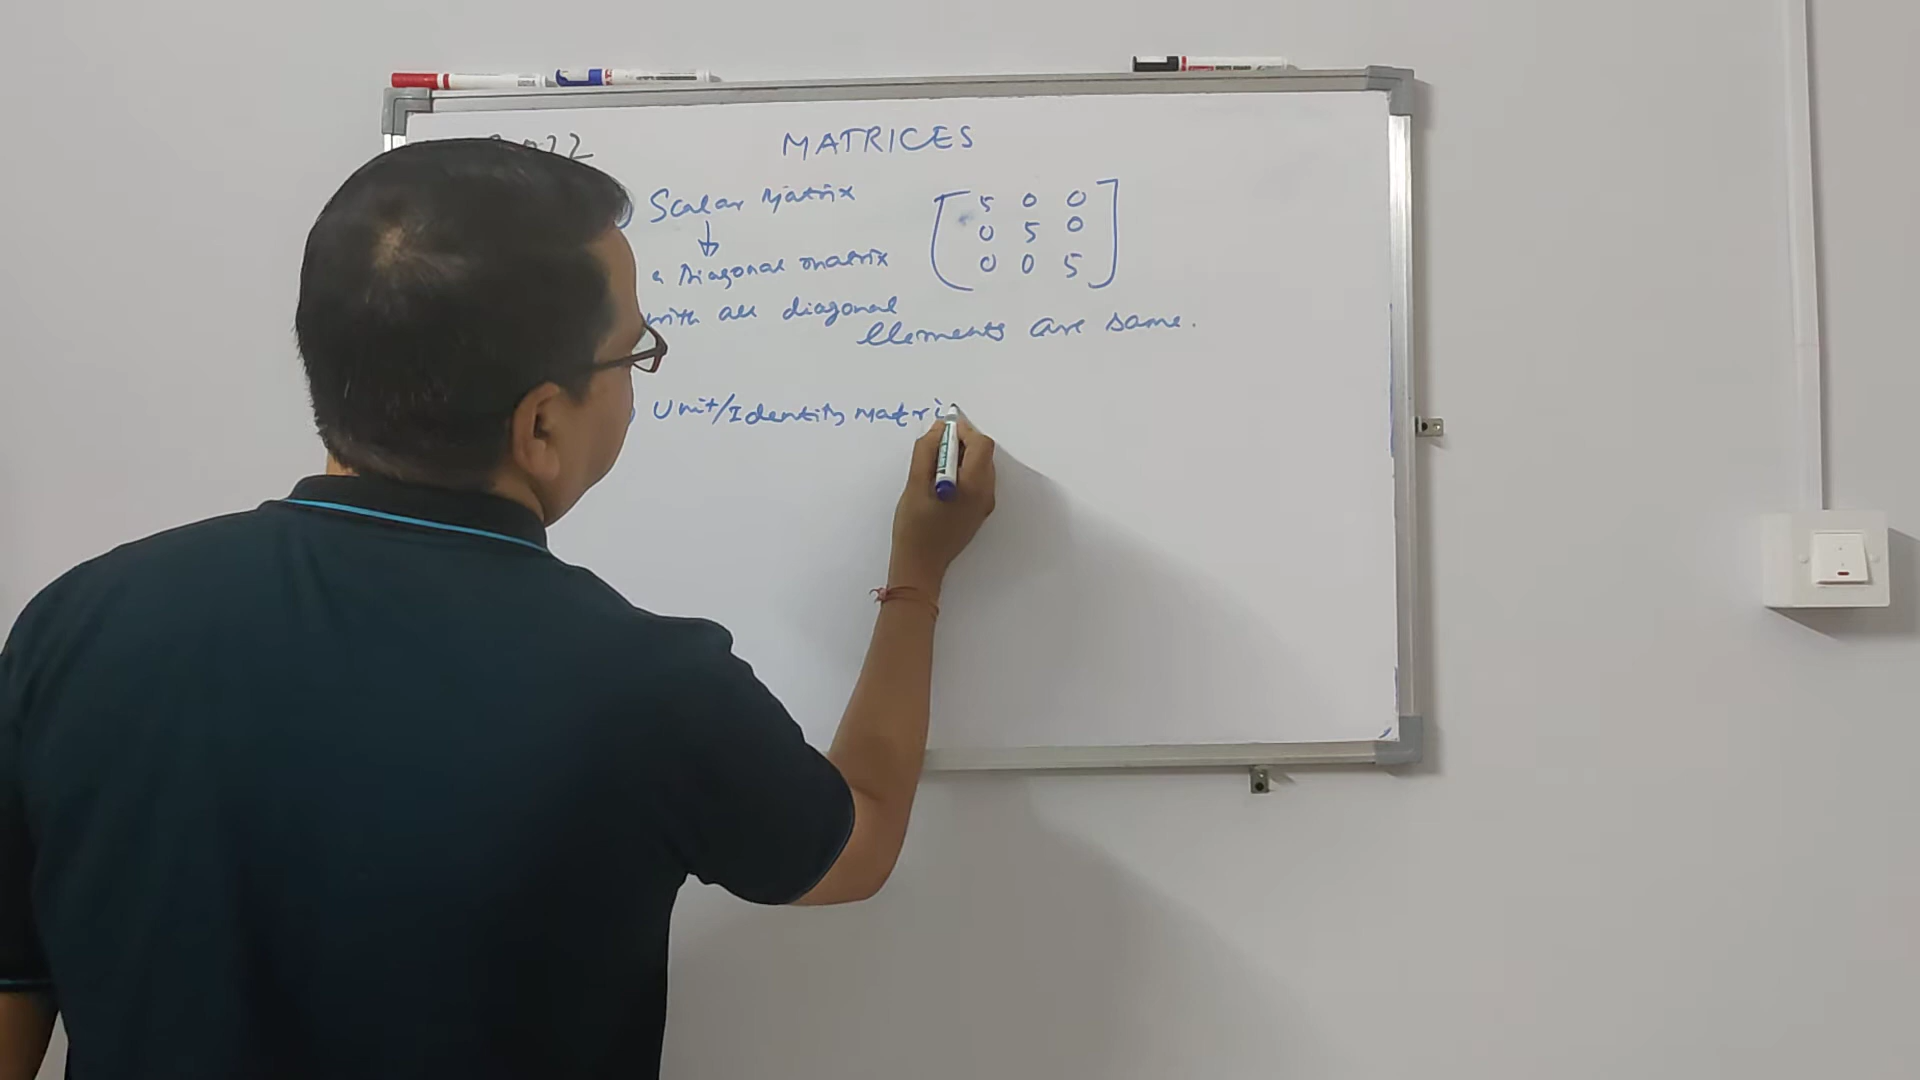 MATRICES
Scalar Matrix
5 0 0
0 5 0
0 0 5
a Diagonal matrix
with all diagonal
elements are same.
Unit/Identity Matri